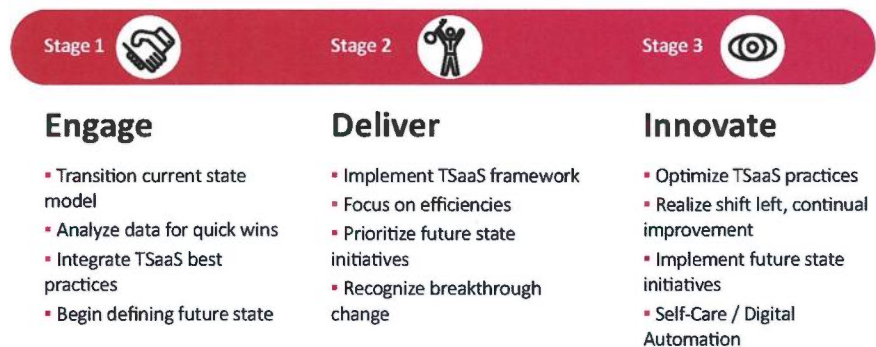 Stage 1
Stage 2
Stage 3
Engage
▪ Transition current state
model
▪ Analyze data for quick wins
▪ Integrate TSaaS best
practices
▪ Begin defining future state
Deliver
▪ Implement TSaaS framework
▪ Focus on efficiencies
▪ Prioritize future state
initiatives
▪ Recognize breakthrough
change
Innovate
▪ Optimize TSaaS practices
▪ Realize shift left, continual
improvement
▪ Implement future state
initiatives
▪ Self-Care / Digital
Automation